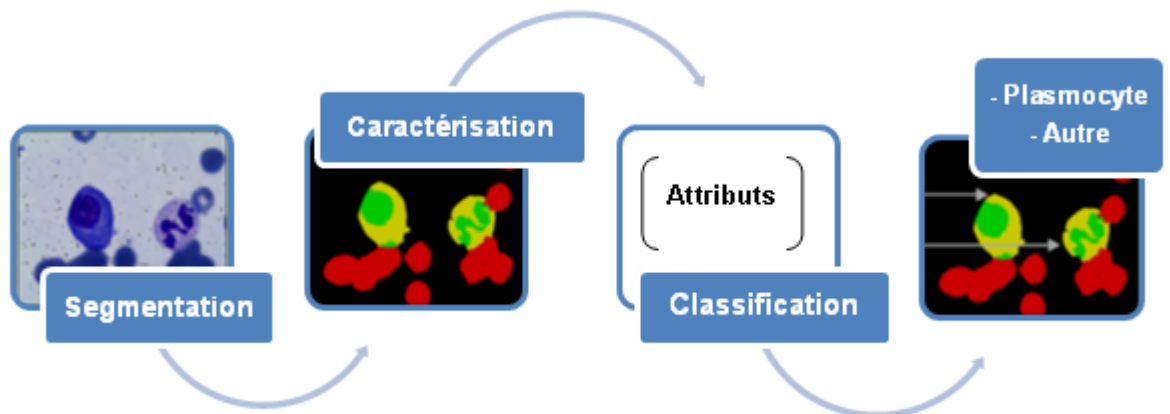 Segmentation
Caractérisation
Attributs
Classification
- Plasmocyte
- Autre